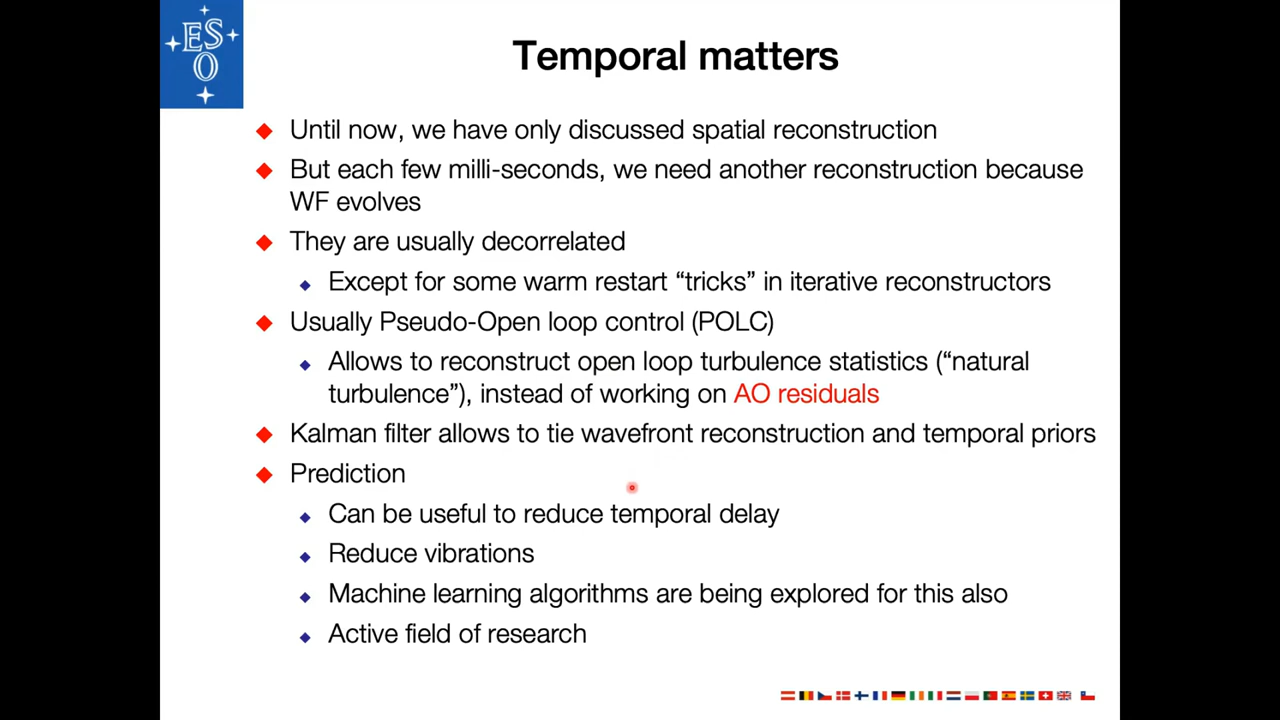 ES
O
Temporal matters
Until now, we have only discussed spatial reconstruction
But each few milli-seconds, we need another reconstruction because
WF evolves
They are usually decorrelated
Except for some warm restart “tricks” in iterative reconstructors
Usually Pseudo-Open loop control (POLC)
Allows to reconstruct open loop turbulence statistics (“natural
turbulence”), instead of working on AO residuals
Kalman filter allows to tie wavefront reconstruction and temporal priors
Prediction
Can be useful to reduce temporal delay
Reduce vibrations
Machine learning algorithms are being explored for this also
Active field of research